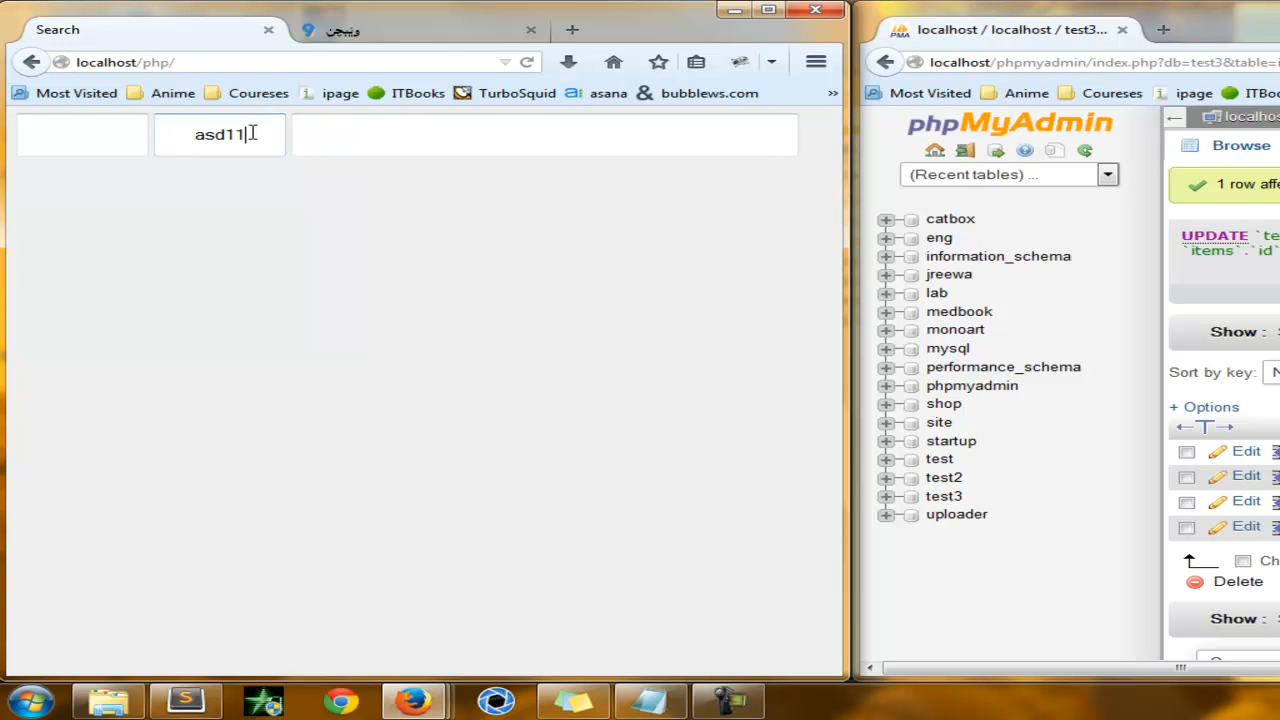 Search
ويبجن
localhost/php/
Most Visited Anime Coureses ipage ITBooks TurboSquid asana bubblews.com »
asd11
localhost / localhost / test3...
localhost/phpmyadmin/index.php?db=test3&table=i
Most Visited Anime Coureses ipage ITBo
phpMyAdmin
(Recent tables) ...
catbox
eng
information_schema
jreewa
lab
medbook
monoart
mysql
performance_schema
phpmyadmin
shop
site
startup
test
test2
test3
uploader
localhos
Browse
1 row affe
UPDATE `te
`items`.`id`
Show :
Sort by key: N
+ Options
←T→
Edit
Edit
Edit
Edit
Ch
Delete
Show :